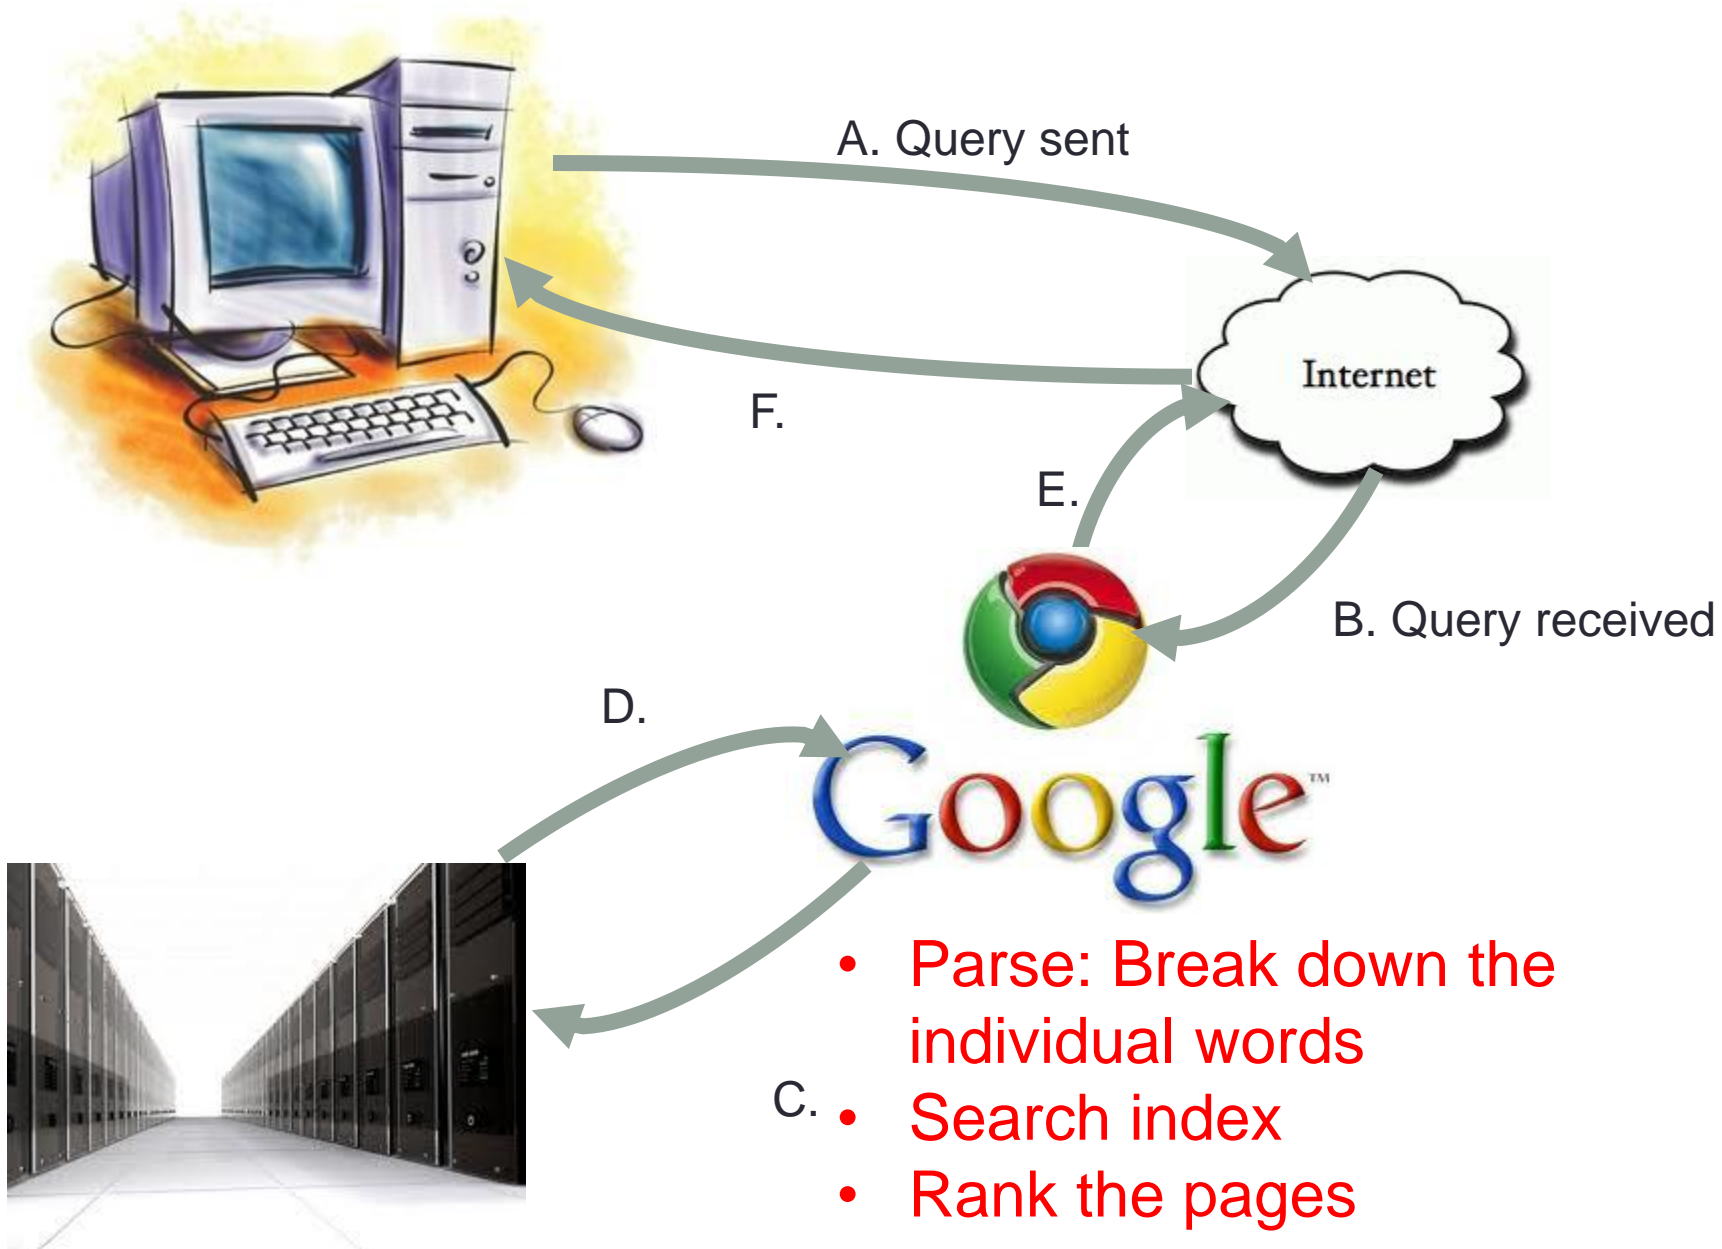 A. Query sent
Internet
F.
E.
B. Query received
D.
Google™
• Parse: Break down the
individual words
C.
• Search index
• Rank the pages